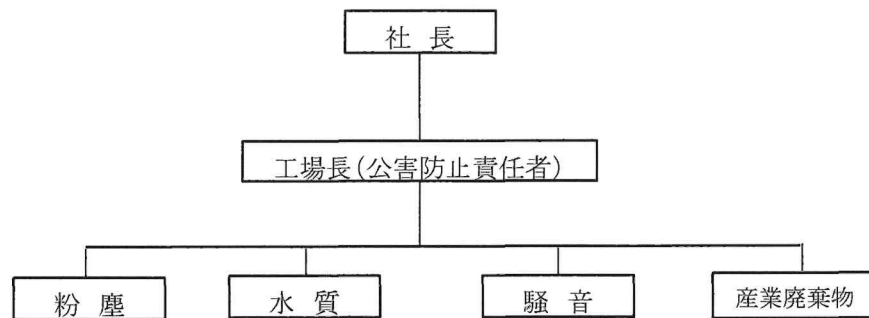 社長
工場長(公害防止責任者)
粉塵
水質
騒音
産業廃棄物